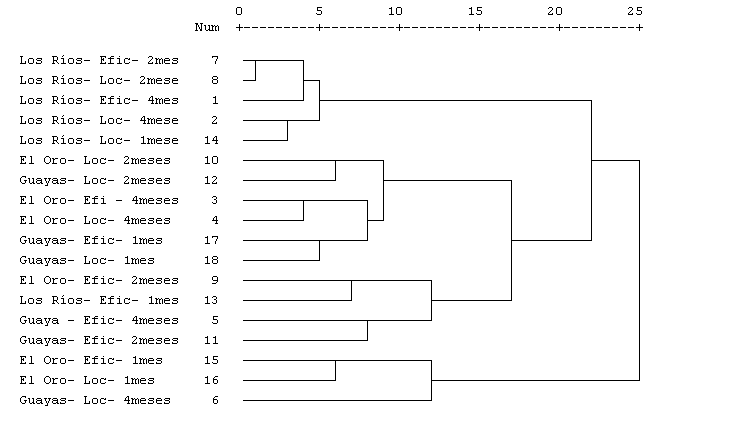 0 5 10 15 20 25
Num +---------+---------+---------+---------+---------+
Los Ríos- Efic- 2mes 7
Los Ríos- Loc- 2mese 8
Los Ríos- Efic- 4mes 1
Los Ríos- Loc- 4mese 2
Los Ríos- Loc- 1mese 14
El Oro- Loc- 2meses 10
Guayas- Loc- 2meses 12
El Oro- Efi - 4meses 3
El Oro- Loc- 4meses 4
Guayas- Efic- 1mes 17
Guayas- Loc- 1mes 18
El Oro- Efic- 2meses 9
Los Ríos- Efic- 1mes 13
Guaya - Efic- 4meses 5
Guayas- Efic- 2meses 11
El Oro- Efic- 1mes 15
El Oro- Loc- 1mes 16
Guayas- Loc- 4meses 6